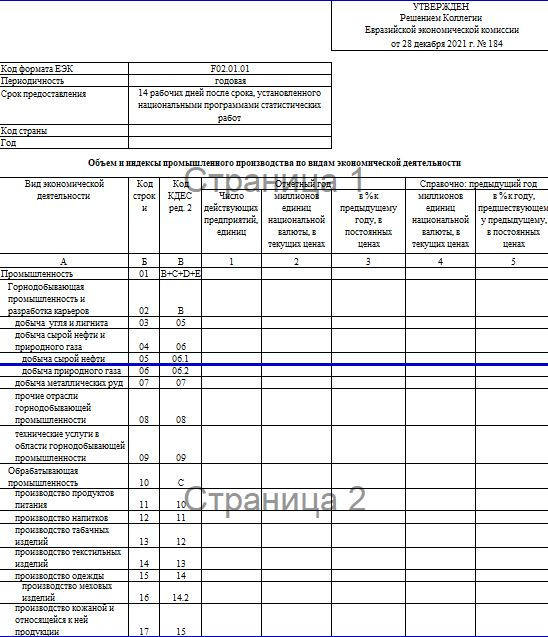 УТВЕРЖДЕН
Решением Коллегии
Евразийской экономической комиссии
от 28 декабря 2021 г. № 184
Код формата ЕЭК F02.01.01
Периодичность годовая
Срок предоставления 14 рабочих дней после срока, установленного
национальными программами статистических
работ
Код страны
Год
Объем и индексы промышленного производства по видам экономической деятельности
Страница 1
Вид экономической
деятельности
Код
строк
и
Код
КДЕС
ред. 2
Число
действующих
предприятий,
единиц
Отчетный год
миллионов
единиц
национальной
валюты, в
текущих ценах
в % к
предыдущему
году, в
постоянных
ценах
Справочно: предыдущий год
миллионов
единиц
национальной
валюты, в
текущих ценах
в % к году,
предшествующем
у предыдущему,
в постоянных
ценах
А Б В 1 2 3 4 5
Промышленность 01 B+C+D+E
Горнодобывающая
промышленность и
разработка карьеров 02 B
добыча угля и лигнита 03 05
добыча сырой нефти и
природного газа 04 06
добыча сырой нефти 05 06.1
добыча природного газа 06 06.2
добыча металлических руд 07 07
прочие отрасли
горнодобывающей
промышленности 08 08
технические услуги в
области горнодобывающей
промышленности 09 09
Обрабатывающая
промышленность 10 C
Страница 2
производство продуктов
питания 11 10
производство напитков 12 11
производство табачных
изделий 13 12
производство текстильных
изделий 14 13
производство одежды 15 14
производство меховых
изделий 16 14.2
производство кожаной и
относящейся к ней
продукции 17 15